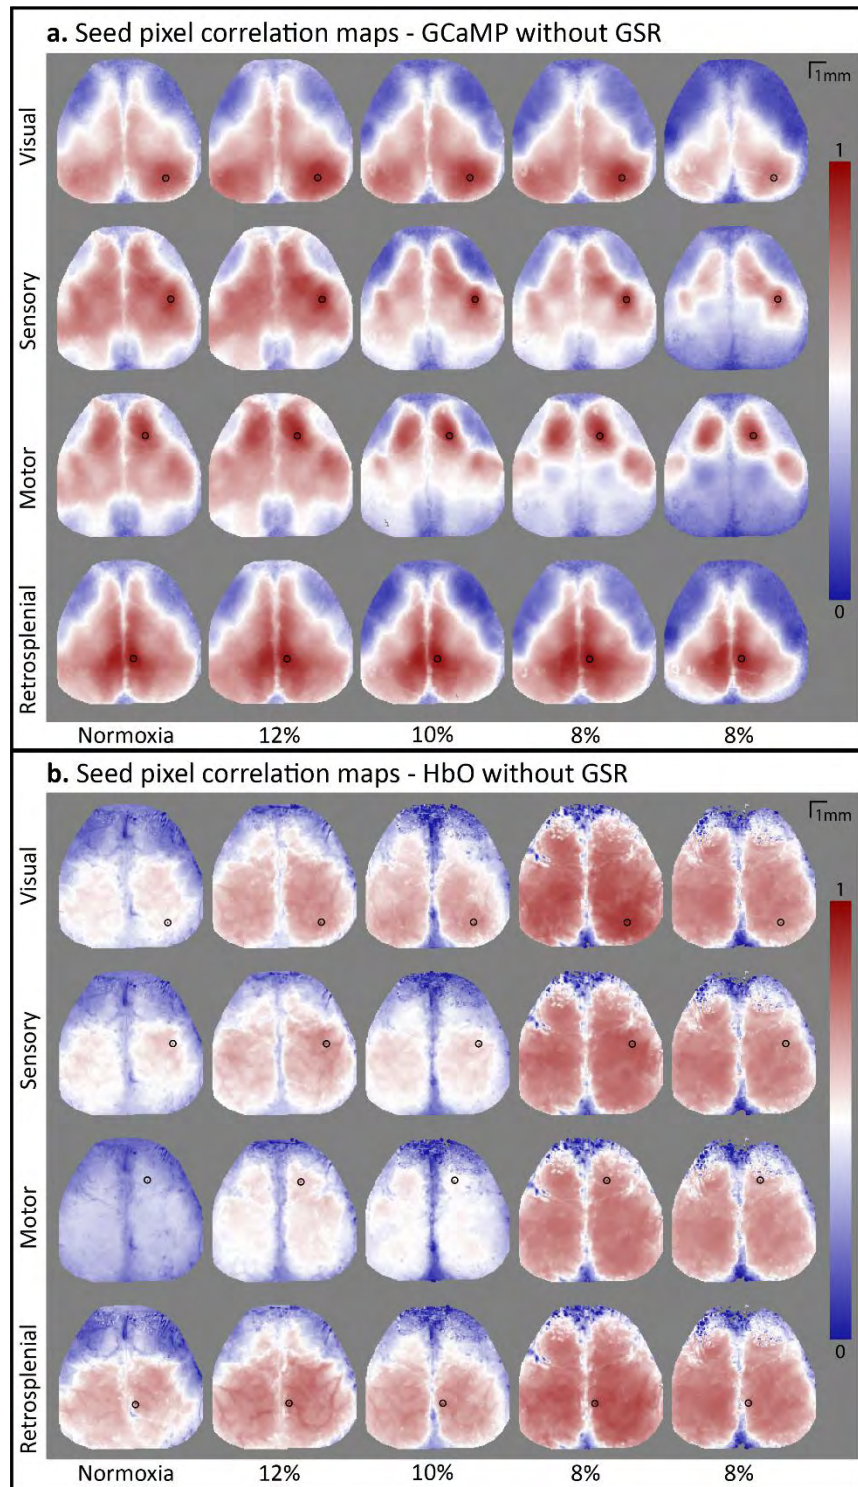 a. Seed pixel correlation maps - GCaMP without GSR
1mm
Visual
1
Sensory
Motor
0
Retrosplenial
Normoxia 12% 10% 8% 8%
b. Seed pixel correlation maps - HbO without GSR
1mm
Visual
1
Sensory
Motor
0
Retrosplenial
Normoxia 12% 10% 8% 8%